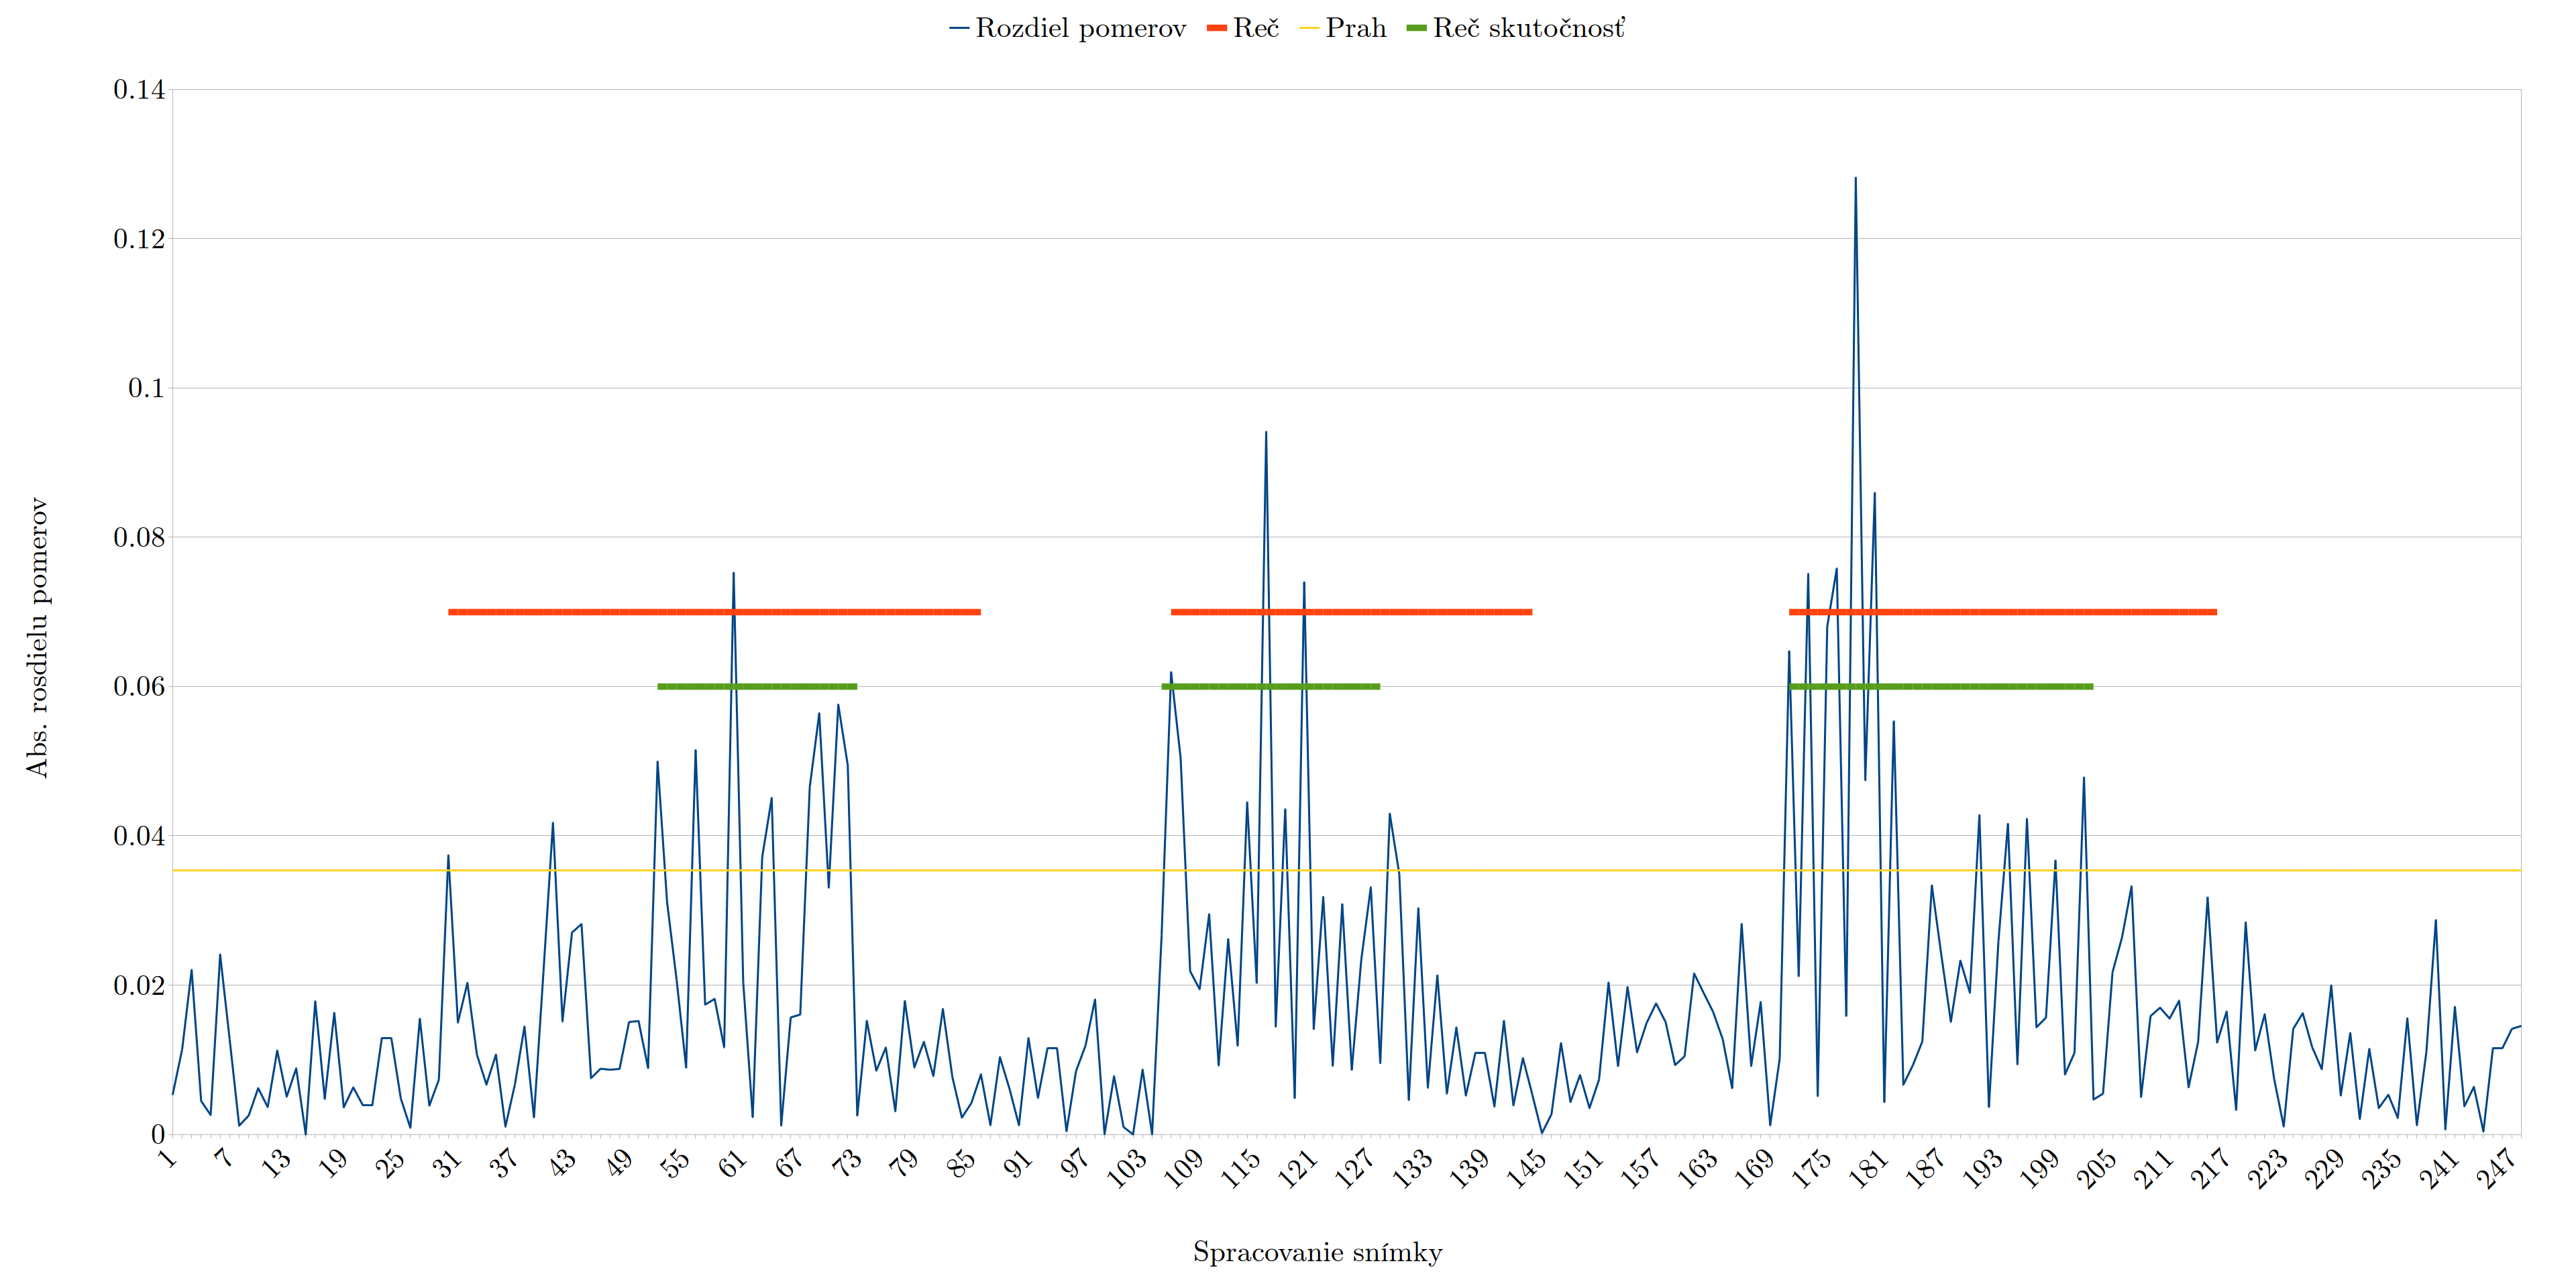 Rozdiel pomerov Reč Prah Reč skutočnosť
0.14
0.12
0.1
0.08
0.06
0.04
0.02
0
Abs. rosdielu pomerov
1 7 13 19 25 31 37 43 49 55 61 67 73 79 85 91 97 103 109 115 121 127 133 139 145 151 157 163 169 175 181 187 193 199 205 211 217 223 229 235 241 247
Spracovanie snímky